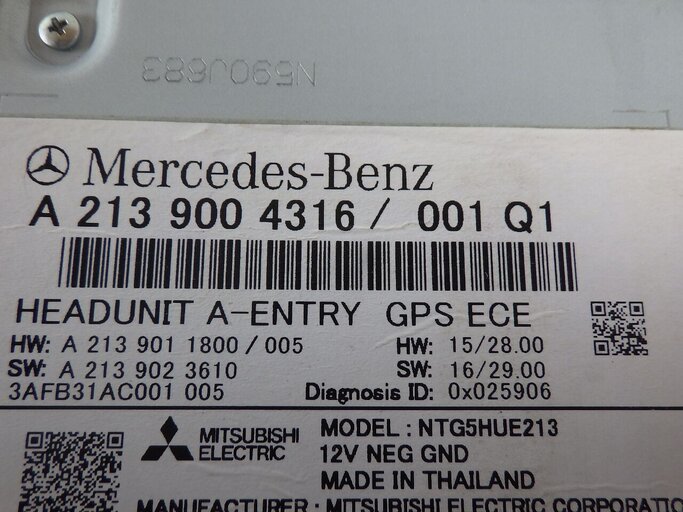 N590J683
Mercedes-Benz
A 213 900 4316 / 001 Q1
HEADUNIT A-ENTRY GPS ECE
HW: A 213 901 1800 / 005 HW: 15/28.00
SW: A 213 902 3610 SW: 16/29.00
3AFB31AC001 005 Diagnosis ID: 0x025906
MITSUBISHI ELECTRIC MODEL : NTG5HUE213
12V NEG GND
MADE IN THAILAND
MANUFACTURER : MITSUBISHI ELECTRIC CORPORATIO